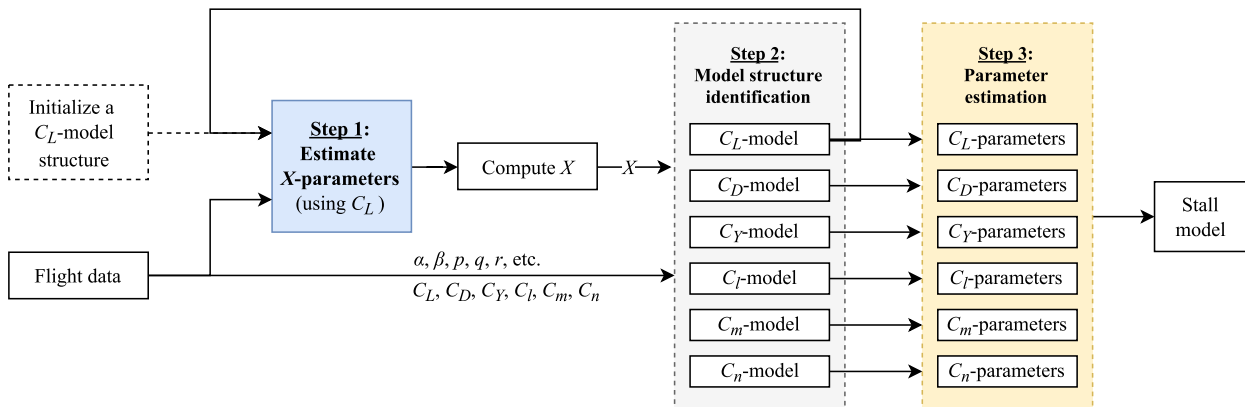 Initialize a
C_L-model
structure
Flight data
Step 1:
Estimate
X-parameters
(using C_L )
Compute X
X
α, β, p, q, r, etc.
C_L, C_D, C_Y, C_l, C_m, C_n
Step 2:
Model structure
identification
C_L-model
C_D-model
C_Y-model
C_l-model
C_m-model
C_n-model
Step 3:
Parameter
estimation
C_L-parameters
C_D-parameters
C_Y-parameters
C_l-parameters
C_m-parameters
C_n-parameters
Stall
model